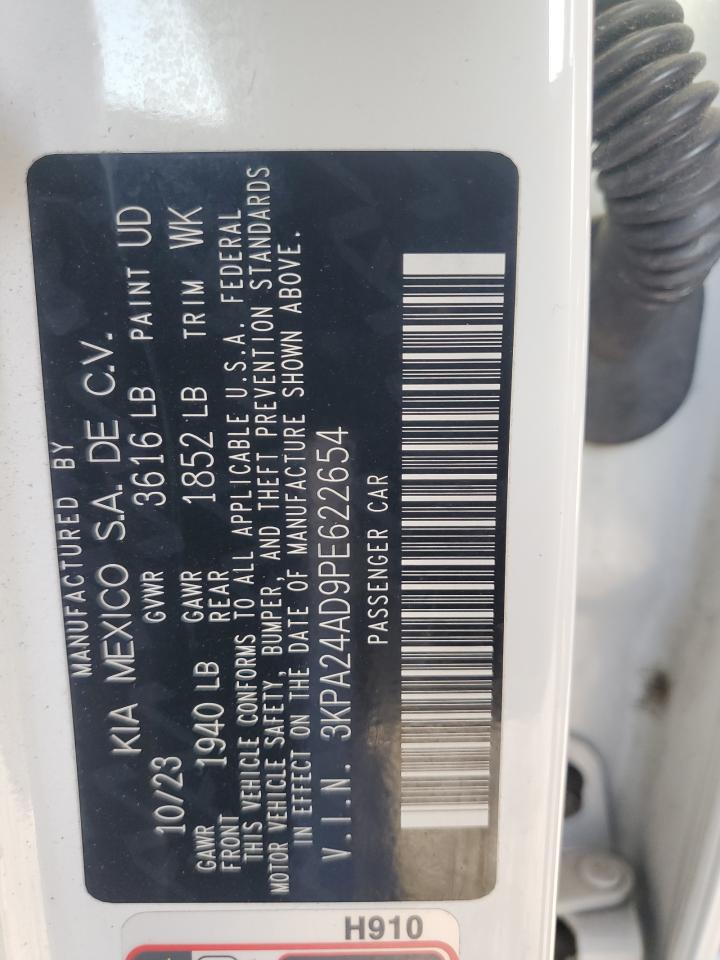 MANUFACTURED BY
KIA MEXICO S.A. DE C.V.
10/23 GVWR 3616 LB PAINT UD
GAWR FRONT 1940 LB GAWR REAR 1852 LB TRIM WK
THIS VEHICLE CONFORMS TO ALL APPLICABLE U.S.A. FEDERAL
MOTOR VEHICLE SAFETY, BUMPER, AND THEFT PREVENTION STANDARDS
IN EFFECT ON THE DATE OF MANUFACTURE SHOWN ABOVE.
V.I.N. 3KPA24AD9PE622654
PASSENGER CAR
H910